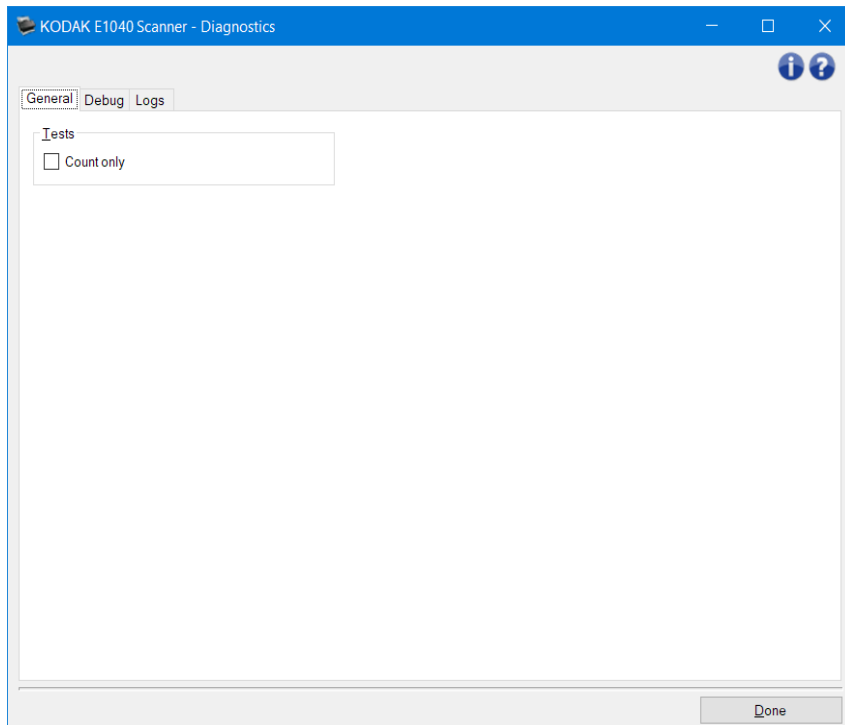 KODAK E1040 Scanner - Diagnostics
General Debug Logs
Tests
Count only
Done